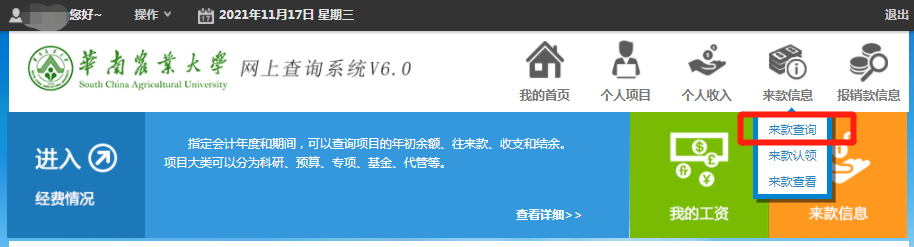 您好~ 操作 17 2021年11月17日 星期三 退出
華南農業大學 网上查询系统V6.0
South China Agricultural University
我的首页 个人项目 个人收入 来款信息 报销款信息
来款查询
来款认领
来款查看
进入
经费情况
指定会计年度和期间，可以查询项目的年初余额、往来款、收支和结余。
项目大类可以分为科研、预算、专项、基金、代管等。
查看详细>>
我的工资
来款信息